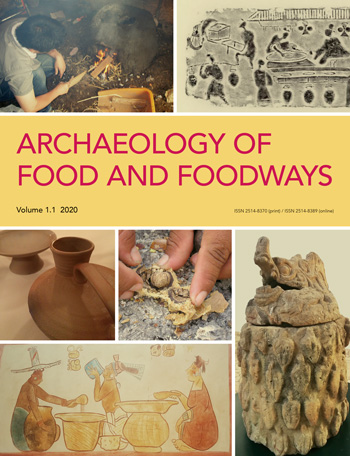 ARCHAEOLOGY OF
FOOD AND FOODWAYS
Volume 1.1 2020
ISSN 2514-8370 (print) / ISSN 2514-8389 (online)